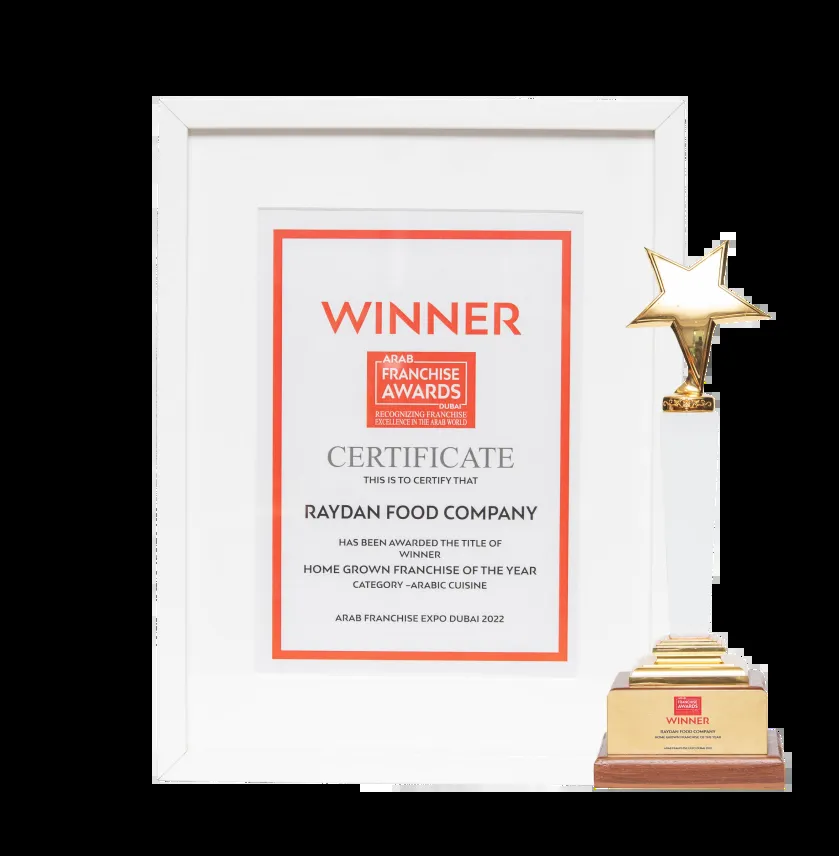 WINNER
ARAB
FRANCHISE
AWARDS
DUBAI
RECOGNIZING FRANCHISE
EXCELLENCE IN THE ARAB WORLD
CERTIFICATE
THIS IS TO CERTIFY THAT
RAYDAN FOOD COMPANY
HAS BEEN AWARDED THE TITLE OF
WINNER
HOME GROWN FRANCHISE OF THE YEAR
CATEGORY –ARABIC CUISINE
ARAB FRANCHISE EXPO DUBAI 2022
ARAB
FRANCHISE
AWARDS
WINNER
RAYDAN FOOD COMPANY
HOME GROWN FRANCHISE OF THE YEAR